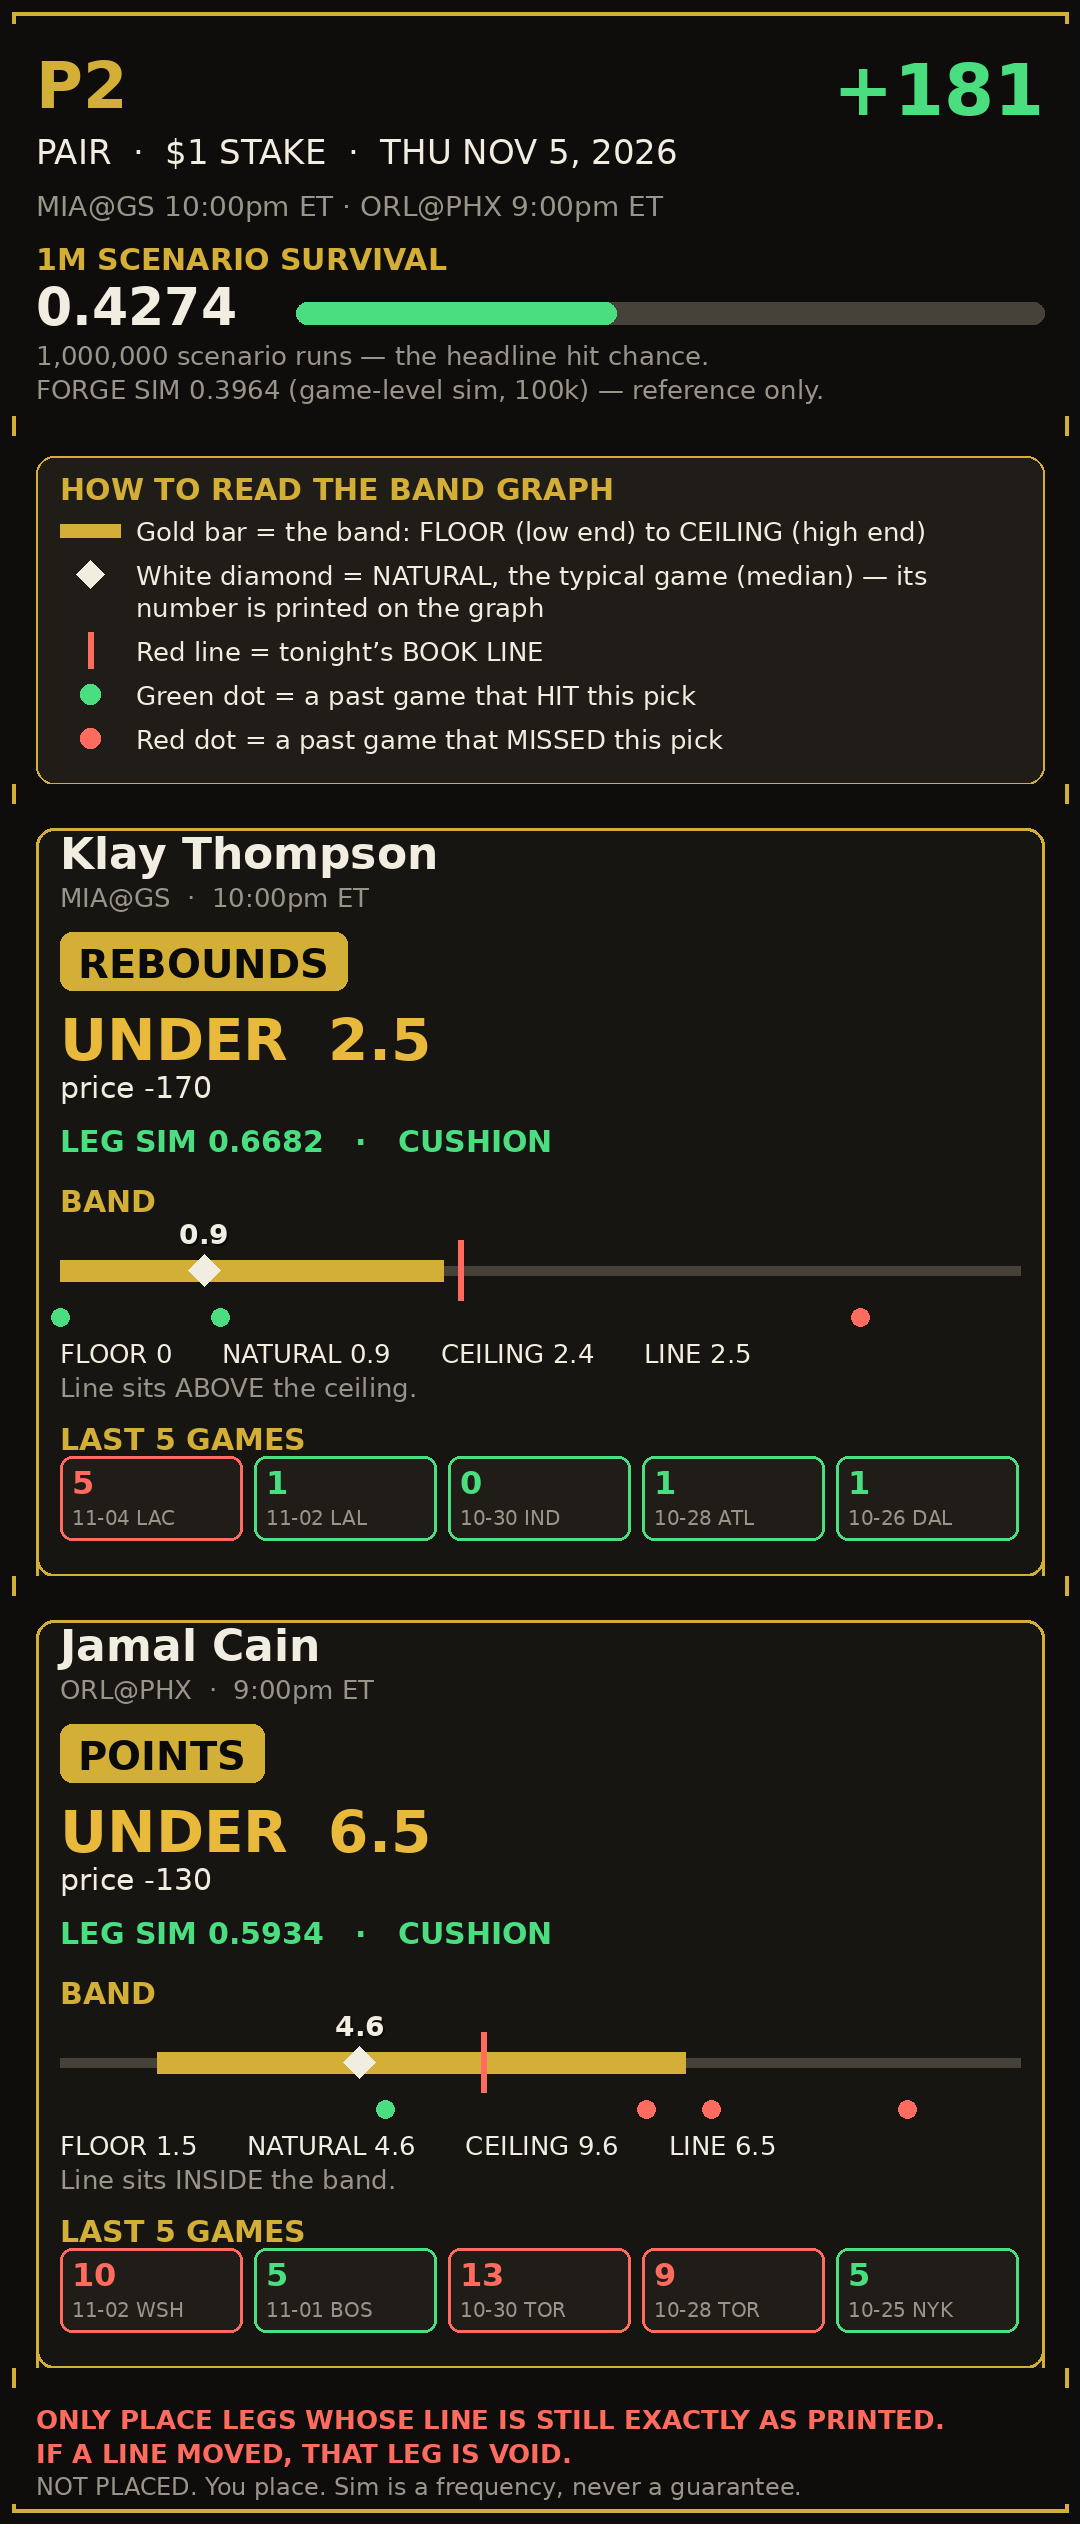 P2
+181
PAIR · $1 STAKE · THU NOV 5, 2026
MIA@GS 10:00pm ET · ORL@PHX 9:00pm ET
1M SCENARIO SURVIVAL
0.4274
1,000,000 scenario runs — the headline hit chance.
FORGE SIM 0.3964 (game-level sim, 100k) — reference only.
HOW TO READ THE BAND GRAPH
Gold bar = the band: FLOOR (low end) to CEILING (high end)
White diamond = NATURAL, the typical game (median) — its
number is printed on the graph
Red line = tonight’s BOOK LINE
Green dot = a past game that HIT this pick
Red dot = a past game that MISSED this pick
Klay Thompson
MIA@GS · 10:00pm ET
REBOUNDS
UNDER 2.5
price -170
LEG SIM 0.6682 · CUSHION
BAND
0.9
FLOOR 0 NATURAL 0.9 CEILING 2.4 LINE 2.5
Line sits ABOVE the ceiling.
LAST 5 GAMES
5 1 0 1 1
11-04 LAC 11-02 LAL 10-30 IND 10-28 ATL 10-26 DAL
Jamal Cain
ORL@PHX · 9:00pm ET
POINTS
UNDER 6.5
price -130
LEG SIM 0.5934 · CUSHION
BAND
4.6
FLOOR 1.5 NATURAL 4.6 CEILING 9.6 LINE 6.5
Line sits INSIDE the band.
LAST 5 GAMES
10 5 13 9 5
11-02 WSH 11-01 BOS 10-30 TOR 10-28 TOR 10-25 NYK
ONLY PLACE LEGS WHOSE LINE IS STILL EXACTLY AS PRINTED.
IF A LINE MOVED, THAT LEG IS VOID.
NOT PLACED. You place. Sim is a frequency, never a guarantee.